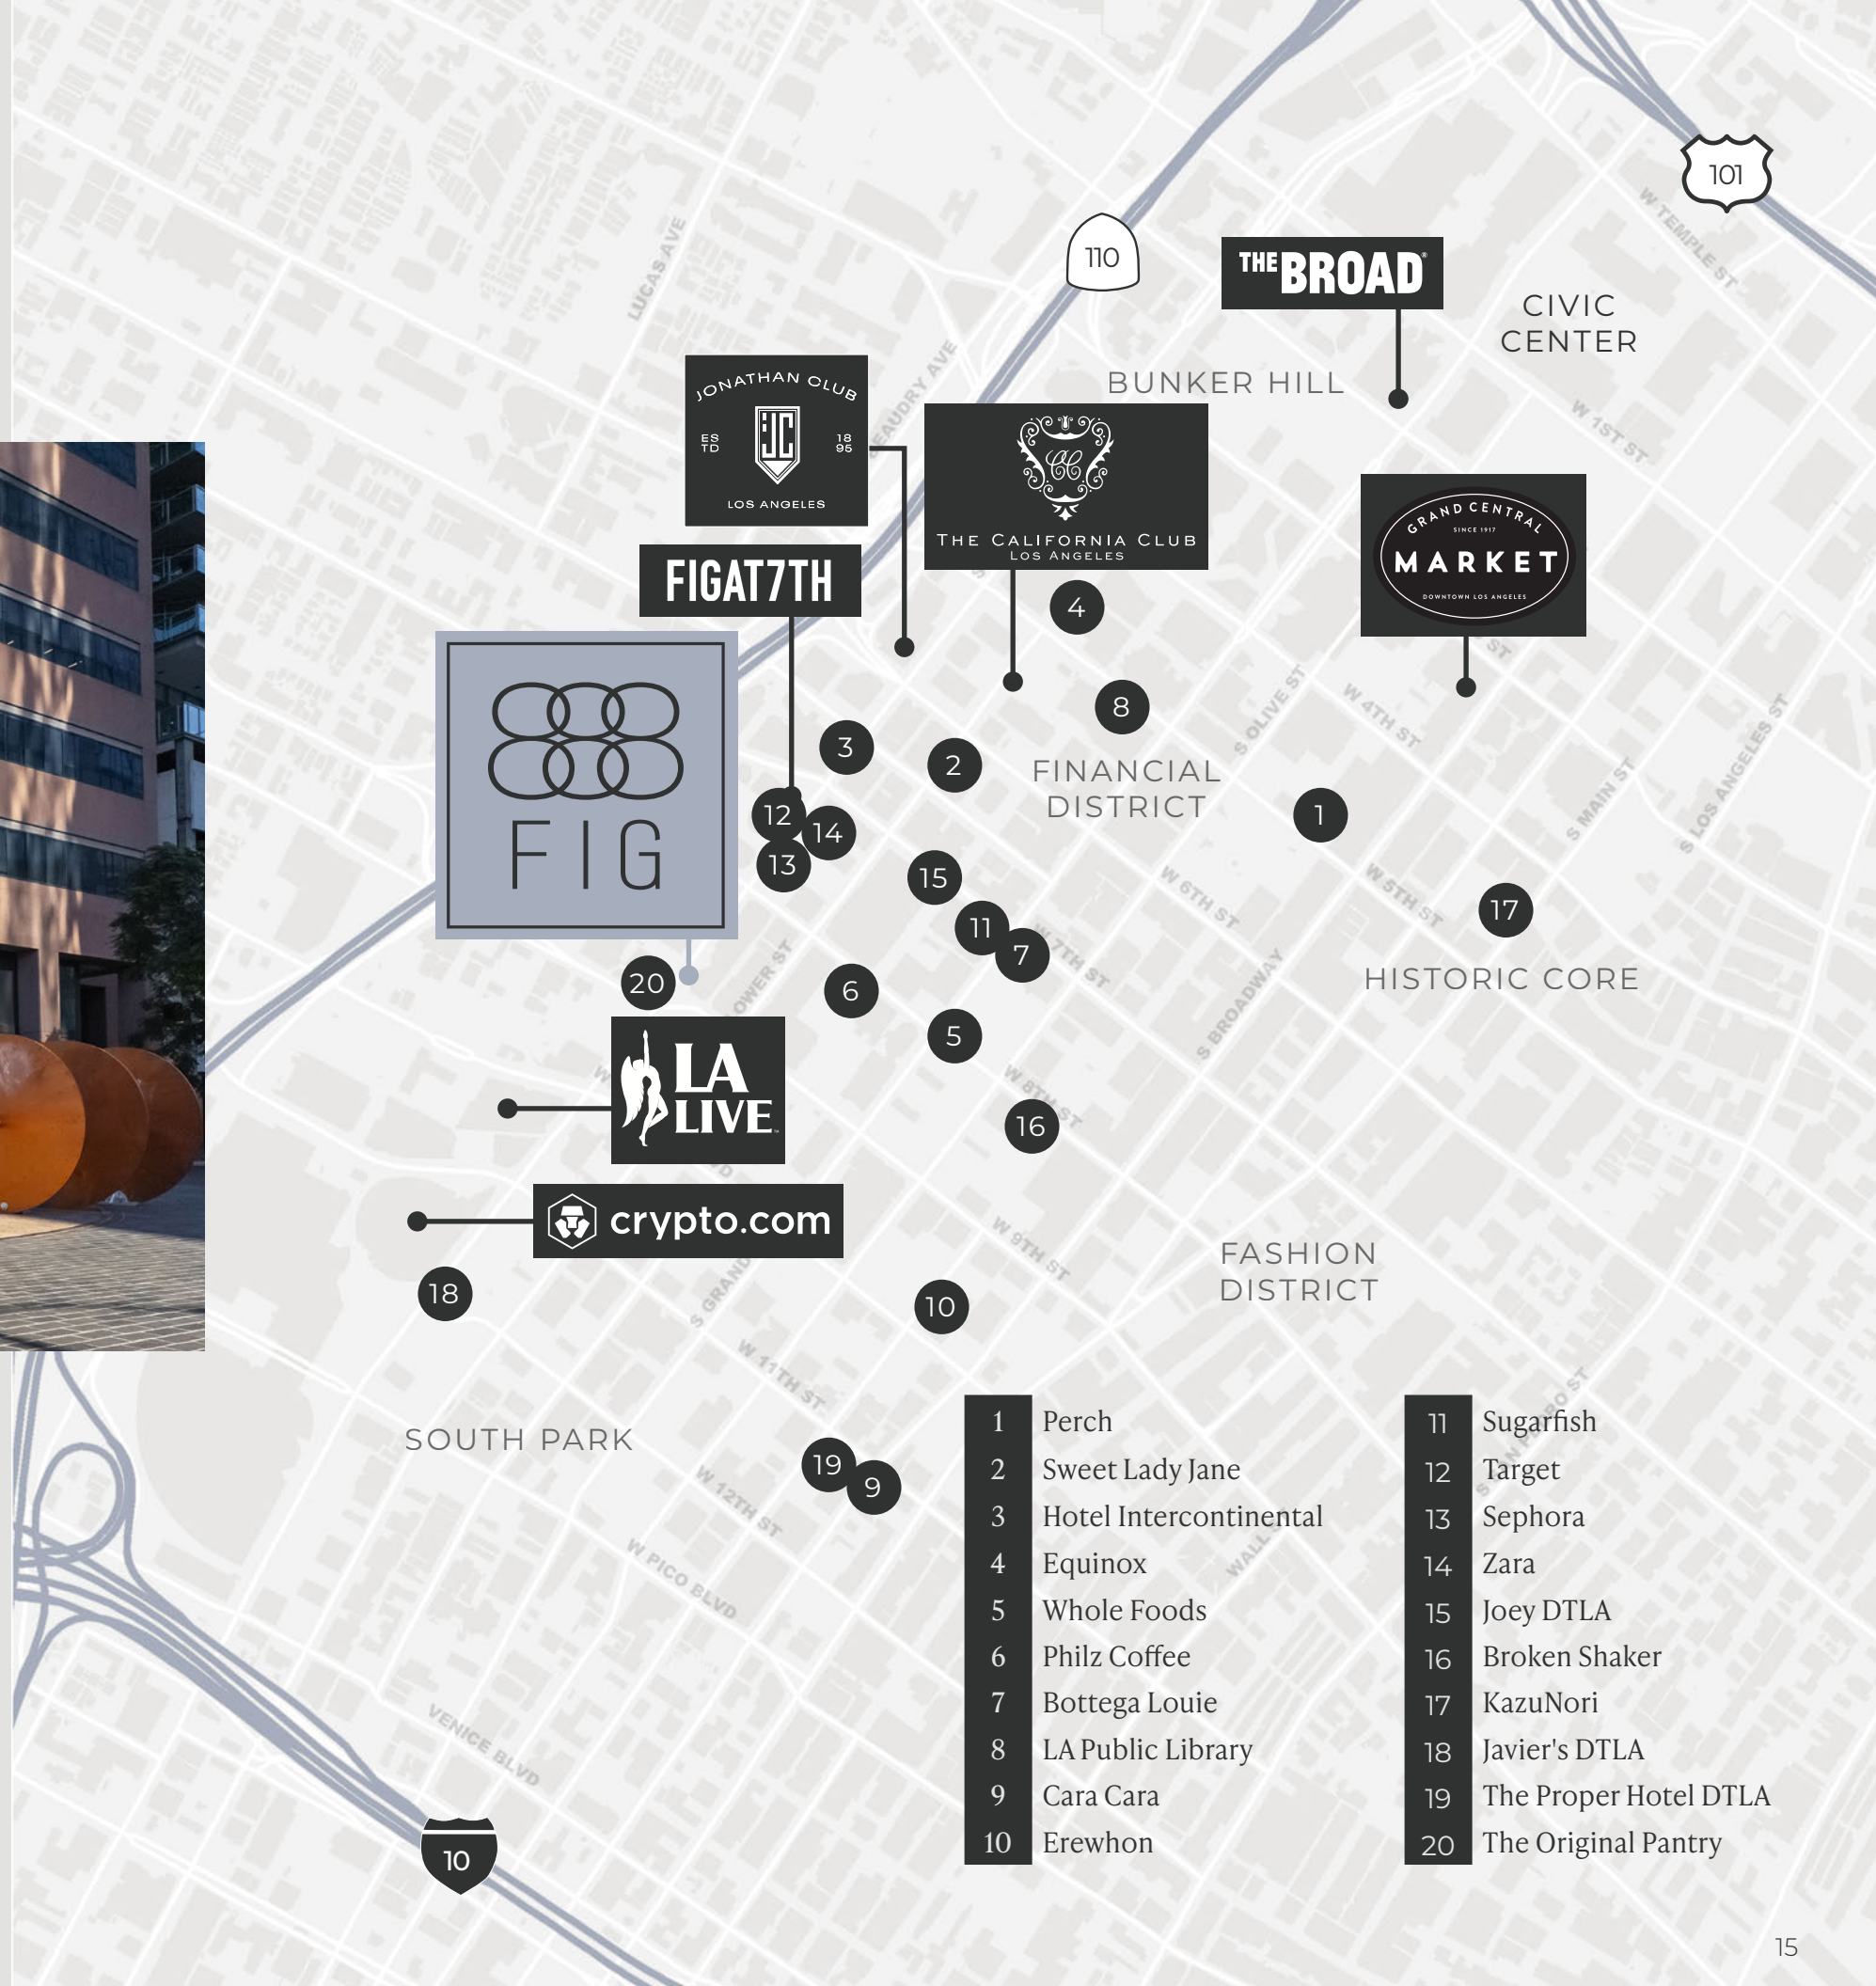 101
W TEMPLE ST
110
THE BROAD
CIVIC
CENTER
LUCAS AVE
BUNKER HILL
W 1ST ST
JONATHAN CLUB
ES
TD
JC
18
95
LOS ANGELES
THE CALIFORNIA CLUB
LOS ANGELES
GRAND CENTRAL
SINCE 1917
MARKET
DOWNTOWN LOS ANGELES
FIGAT7TH
4
ST
888
FIG
8
S OLIVE ST
W 4TH ST
3
2
FINANCIAL
DISTRICT
1
S MAIN ST
S LOS ANGELES ST
12
14
13
15
W 6TH ST
W 5TH ST
17
11
7
W 7TH ST
HISTORIC CORE
20
6
S BROADWAY
5
LA
LIVE
W 8TH ST
16
crypto.com
W 9TH ST
FASHION
DISTRICT
18
S GRAND
10
W 11TH ST
SOUTH PARK
19
9
W 12TH ST
W PICO BLVD
VENICE BLVD
10
1 Perch
2 Sweet Lady Jane
3 Hotel Intercontinental
4 Equinox
5 Whole Foods
6 Philz Coffee
7 Bottega Louie
8 LA Public Library
9 Cara Cara
10 Erewhon
11 Sugarfish
12 Target
13 Sephora
14 Zara
15 Joey DTLA
16 Broken Shaker
17 KazuNori
18 Javier's DTLA
19 The Proper Hotel DTLA
20 The Original Pantry
15